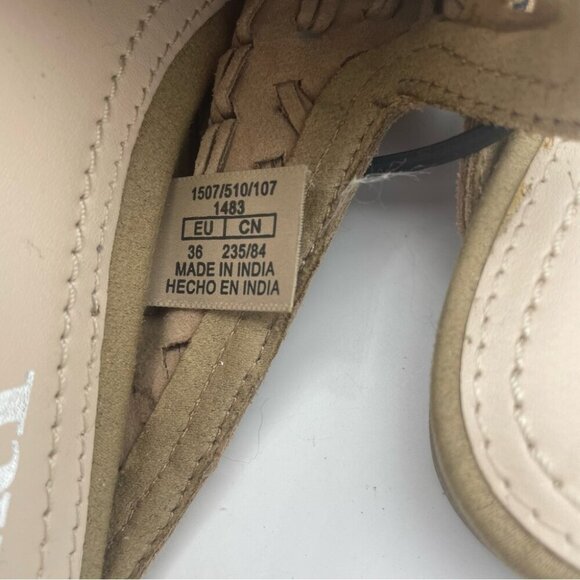 1507/510/107
1483
EU CN
36 235/84
MADE IN INDIA
HECHO EN INDIA